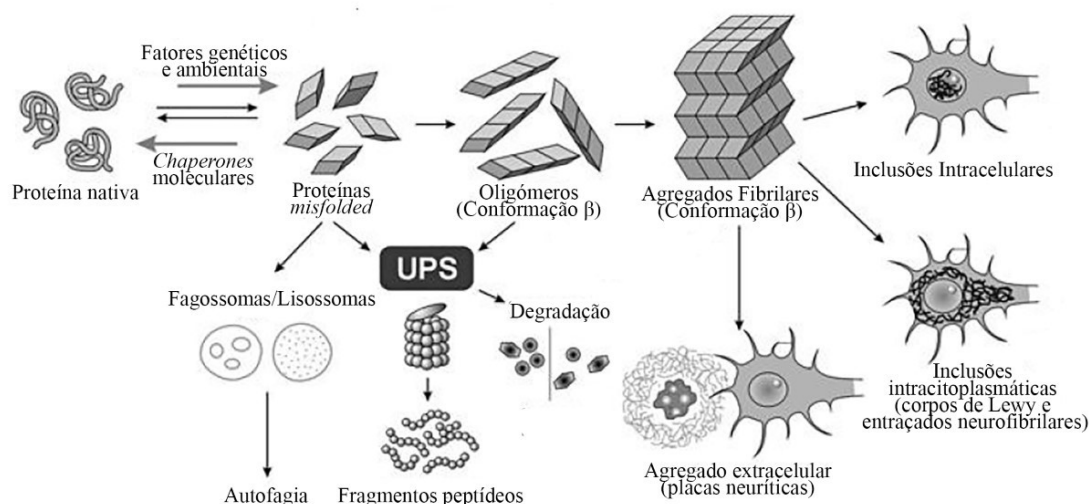 Fatores genéticos
e ambientais
Chaperones
moleculares
Proteína nativa
Proteínas
misfolded
Oligómeros
(Conformação β)
Agregados Fibrilares
(Conformação β)
Inclusões Intracelulares
Fagossomas/Lisossomas
UPS
Degradação
Inclusões
intracitoplasmáticas
(corpos de Lewy e
entraçados neurofibrilares)
Agregado extracelular
(placas neuríticas)
Autofagia
Fragmentos peptídeos